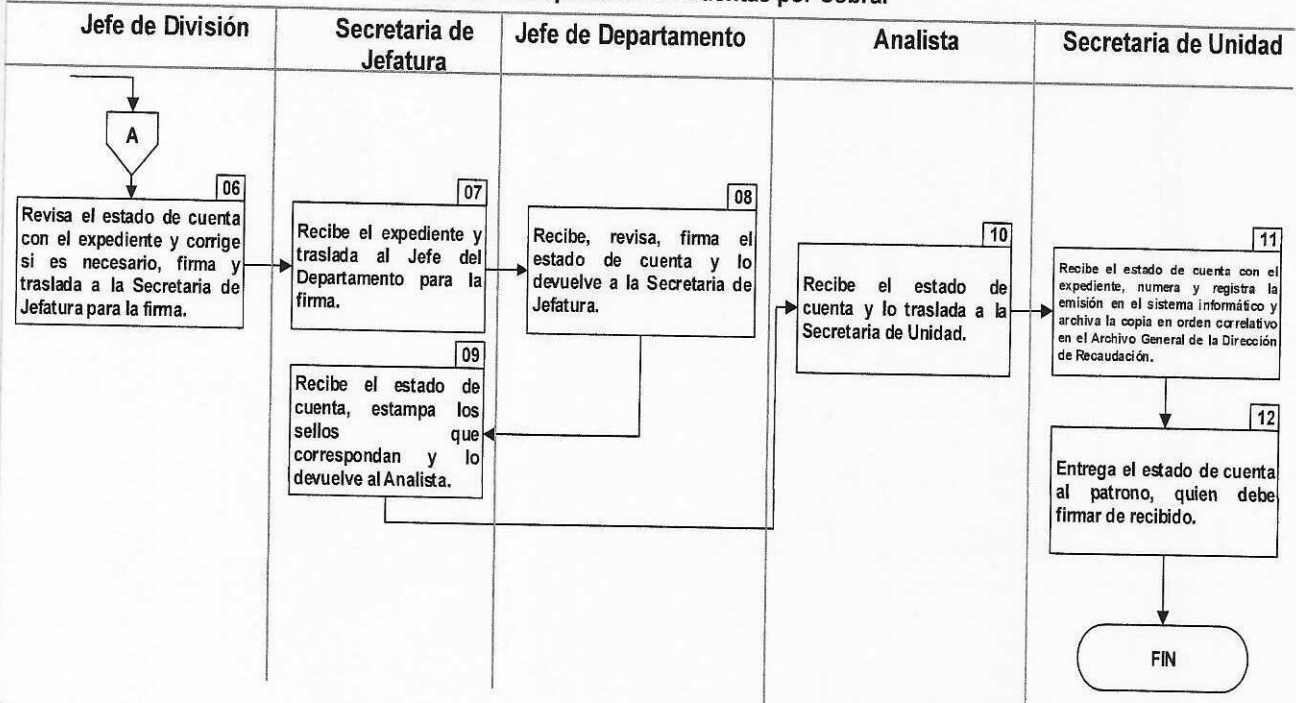 por Cobrar
Jefe de División
Secretaria de
Jefatura
Jefe de Departamento
Analista
Secretaria de Unidad
A
06
Revisa el estado de cuenta
con el expediente y corrige
si es necesario, firma y
traslada a la Secretaria de
Jefatura para la firma.
07
Recibe el expediente y
traslada al Jefe del
Departamento para la
firma.
08
Recibe, revisa, firma el
estado de cuenta y lo
devuelve a la Secretaria de
Jefatura.
09
Recibe el estado de
cuenta, estampa los
sellos que
correspondan y lo
devuelve al Analista.
10
Recibe el estado de
cuenta y lo traslada a la
Secretaria de Unidad.
11
Recibe el estado de cuenta con el
expediente, numera y registra la
emisión en el sistema informático y
archiva la copia en orden correlativo
en el Archivo General de la Dirección
de Recaudación.
12
Entrega el estado de cuenta
al patrono, quien debe
firmar de recibido.
FIN